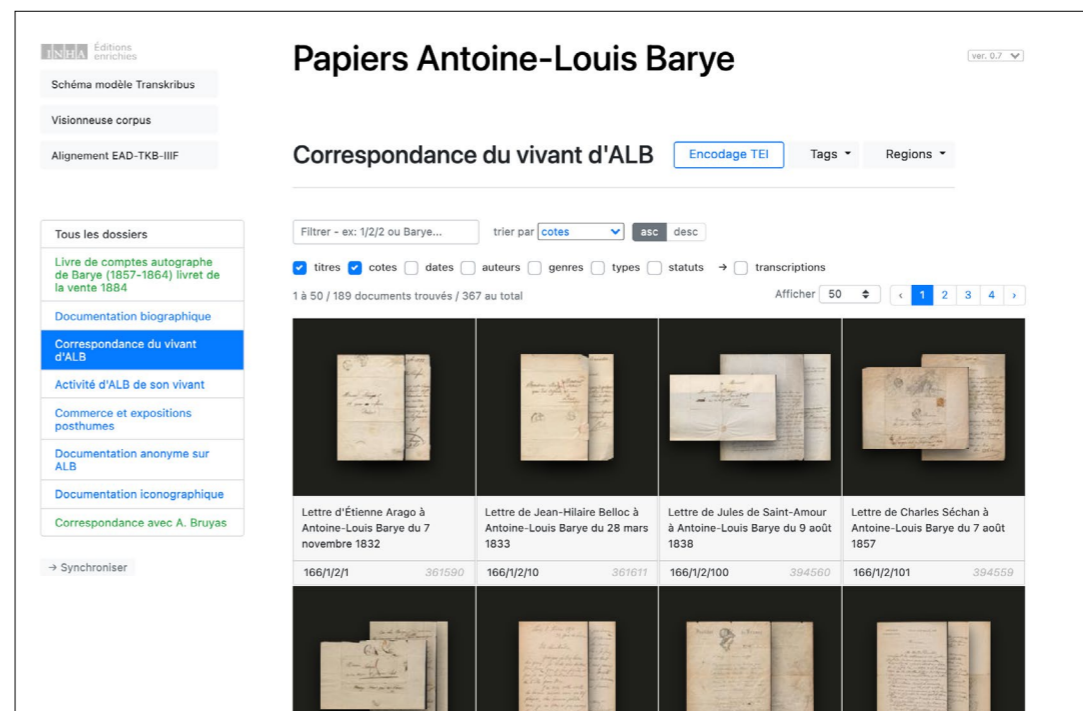 INHA
Éditions
enrichies
Schéma modèle Transkribus
Visionneuse corpus
Alignement EAD-TKB-IIIF
Papiers Antoine-Louis Barye
ver. 0.7
Correspondance du vivant d'ALB
Encodage TEI
Tags
Regions
Tous les dossiers
Livre de comptes autographe
de Barye (1857-1864) livret de
la vente 1884
Documentation biographique
Correspondance du vivant
d'ALB
Activité d'ALB de son vivant
Commerce et expositions
posthumes
Documentation anonyme sur
ALB
Documentation iconographique
Correspondance avec A. Bruyas
→ Synchroniser
Filtrer - ex: 1/2/2 ou Barye...
trier par cotes
asc desc
titres cotes dates auteurs genres types statuts → transcriptions
1 à 50 / 189 documents trouvés / 367 au total
Afficher 50
‹ 1 2 3 4 ›
Lettre d'Étienne Arago à
Antoine-Louis Barye du 7
novembre 1832
166/1/2/1 361590
Lettre de Jean-Hilaire Belloc à
Antoine-Louis Barye du 28 mars
1833
166/1/2/10 361611
Lettre de Jules de Saint-Amour
à Antoine-Louis Barye du 9 août
1838
166/1/2/100 394560
Lettre de Charles Séchan à
Antoine-Louis Barye du 7 août
1857
166/1/2/101 394559